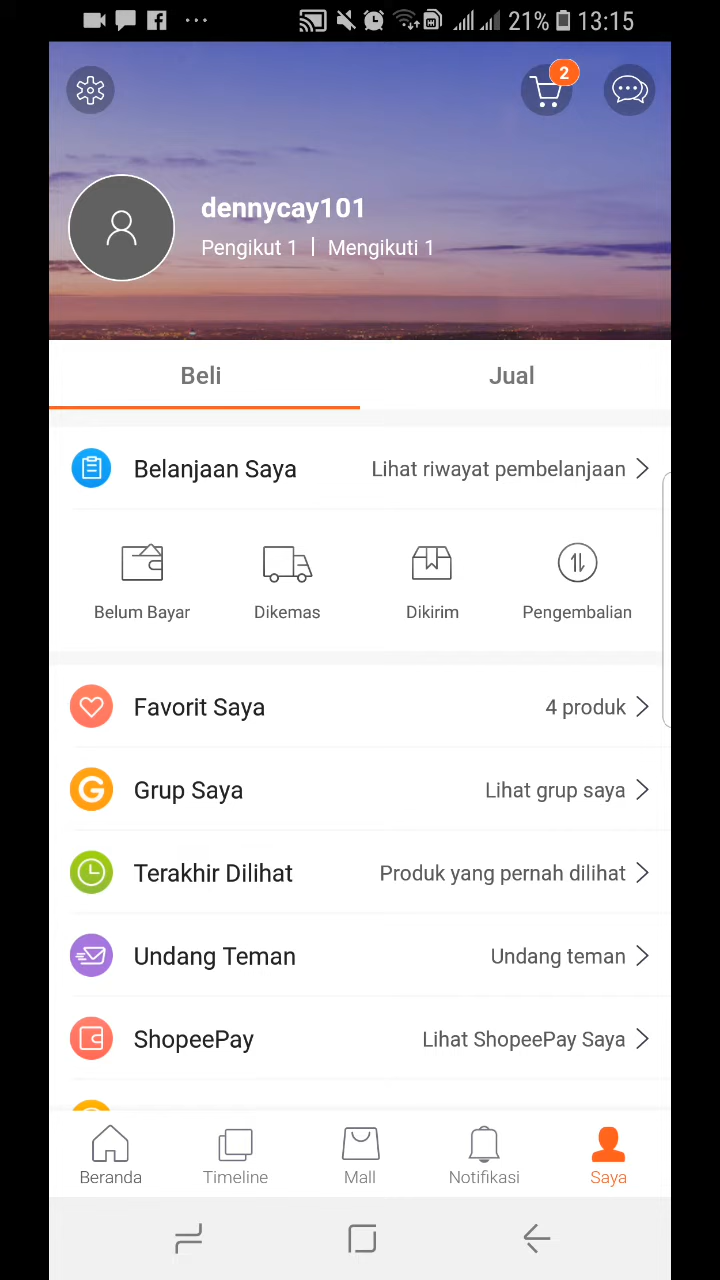 21% 13:15
2
dennycay101
Pengikut 1 | Mengikuti 1
Beli Jual
Belanjaan Saya Lihat riwayat pembelanjaan
Belum Bayar Dikemas Dikirim Pengembalian
Favorit Saya 4 produk
Grup Saya Lihat grup saya
Terakhir Dilihat Produk yang pernah dilihat
Undang Teman Undang teman
ShopeePay Lihat ShopeePay Saya
Beranda Timeline Mall Notifikasi Saya